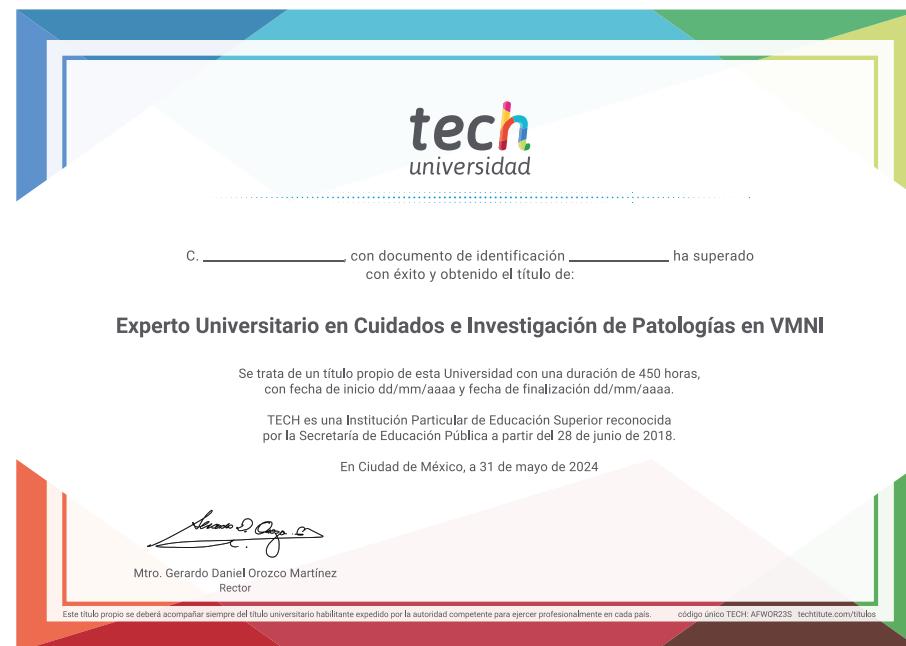 tech
universidad
C. ____________, con documento de identificación ____________ ha superado
con éxito y obtenido el título de:
Experto Universitario en Cuidados e Investigación de Patologías en VMNI
Se trata de un título propio de esta Universidad con una duración de 450 horas,
con fecha de inicio dd/mm/aaaa y fecha de finalización dd/mm/aaaa.
TECH es una Institución Particular de Educación Superior reconocida
por la Secretaría de Educación Pública a partir del 28 de junio de 2018.
En Ciudad de México, a 31 de mayo de 2024
Mtro. Gerardo Daniel Orozco Martínez
Rector
Este título propio se deberá acompañar siempre del título universitario habilitante expedido por la autoridad competente para ejercer profesionalmente en cada país. código único TECH: AFWOR23S techtitute.com/titulos